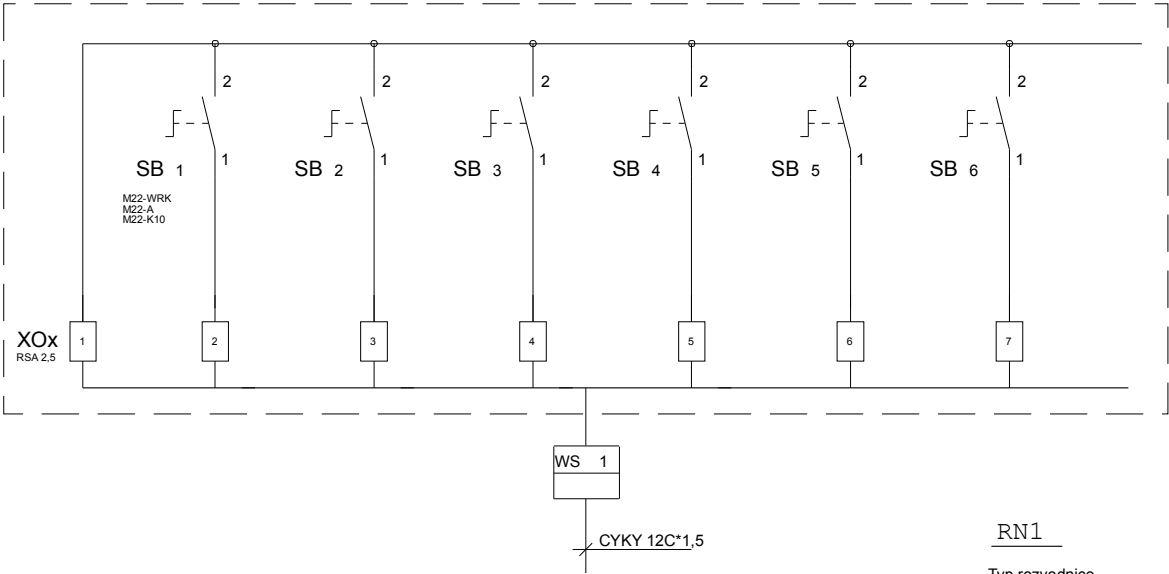 2 2 2 2 2 2
1 1 1 1 1 1
SB 1 SB 2 SB 3 SB 4 SB 5 SB 6
M22-WRK
M22-A
M22-K10
XOx 1 2 3 4 5 6 7
RSA 2,5
WS 1
CYKY 12C*1,5
RN1